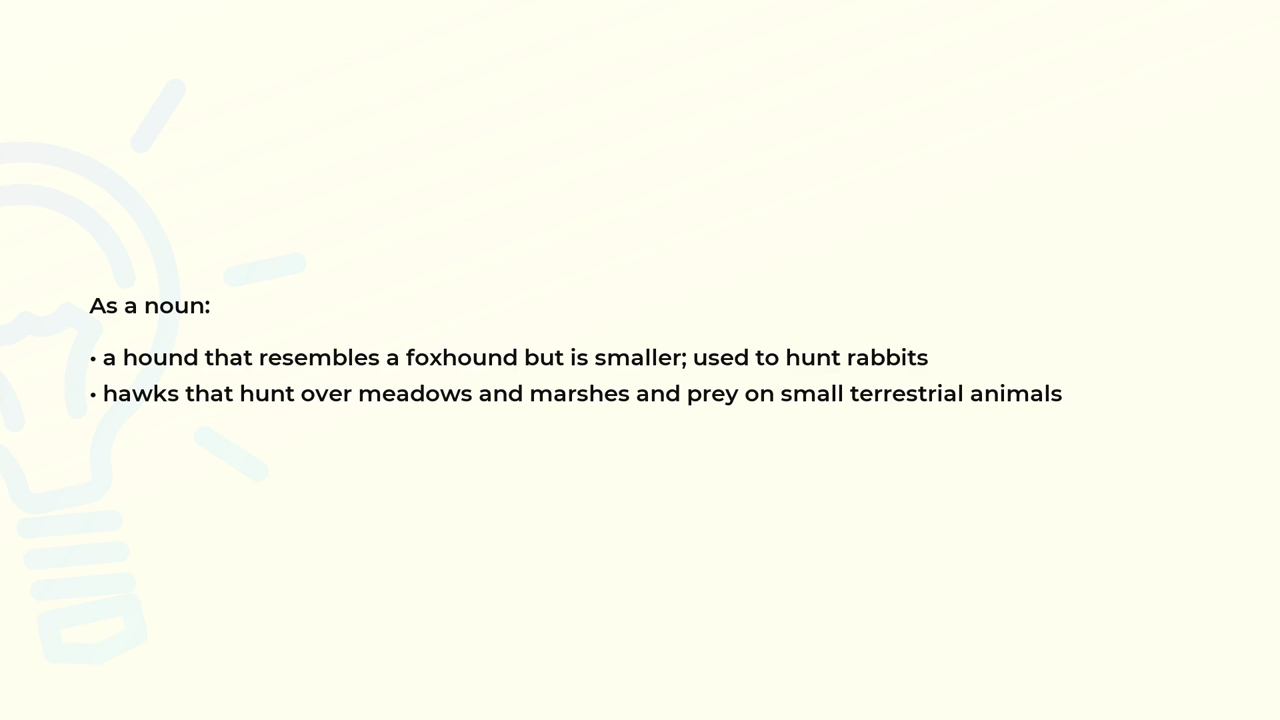 As a noun:
• a hound that resembles a foxhound but is smaller; used to hunt rabbits
• hawks that hunt over meadows and marshes and prey on small terrestrial animals